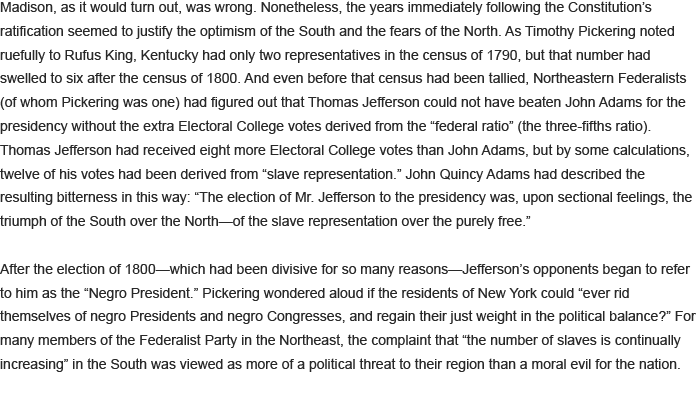 Madison, as it would turn out, was wrong. Nonetheless, the years immediately following the Constitution’s
ratification seemed to justify the optimism of the South and the fears of the North. As Timothy Pickering noted
ruefully to Rufus King, Kentucky had only two representatives in the census of 1790, but that number had
swelled to six after the census of 1800. And even before that census had been tallied, Northeastern Federalists
(of whom Pickering was one) had figured out that Thomas Jefferson could not have beaten John Adams for the
presidency without the extra Electoral College votes derived from the “federal ratio” (the three-fifths ratio).
Thomas Jefferson had received eight more Electoral College votes than John Adams, but by some calculations,
twelve of his votes had been derived from “slave representation.” John Quincy Adams had described the
resulting bitterness in this way: “The election of Mr. Jefferson to the presidency was, upon sectional feelings, the
triumph of the South over the North—of the slave representation over the purely free.”

After the election of 1800—which had been divisive for so many reasons—Jefferson’s opponents began to refer
to him as the “Negro President.” Pickering wondered aloud if the residents of New York could “ever rid
themselves of negro Presidents and negro Congresses, and regain their just weight in the political balance?” For
many members of the Federalist Party in the Northeast, the complaint that “the number of slaves is continually
increasing” in the South was viewed as more of a political threat to their region than a moral evil for the nation.